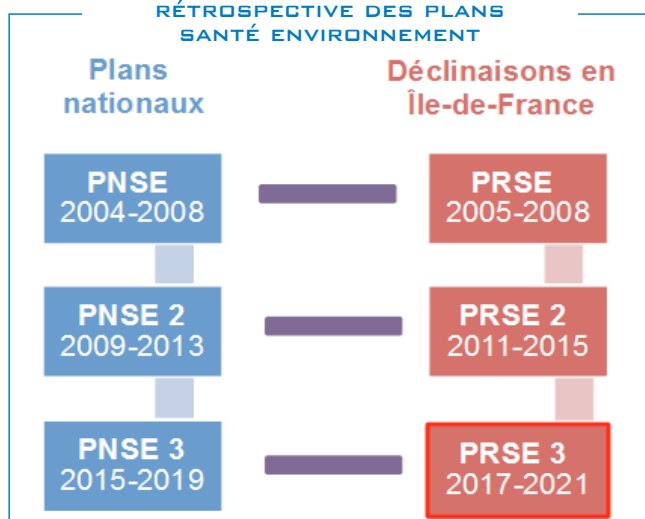 RÉTROSPECTIVE DES PLANS
SANTÉ ENVIRONNEMENT
Plans
nationaux
Déclinaisons en
Île-de-France
PNSE
2004-2008
PRSE
2005-2008
PNSE 2
2009-2013
PRSE 2
2011-2015
PNSE 3
2015-2019
PRSE 3
2017-2021